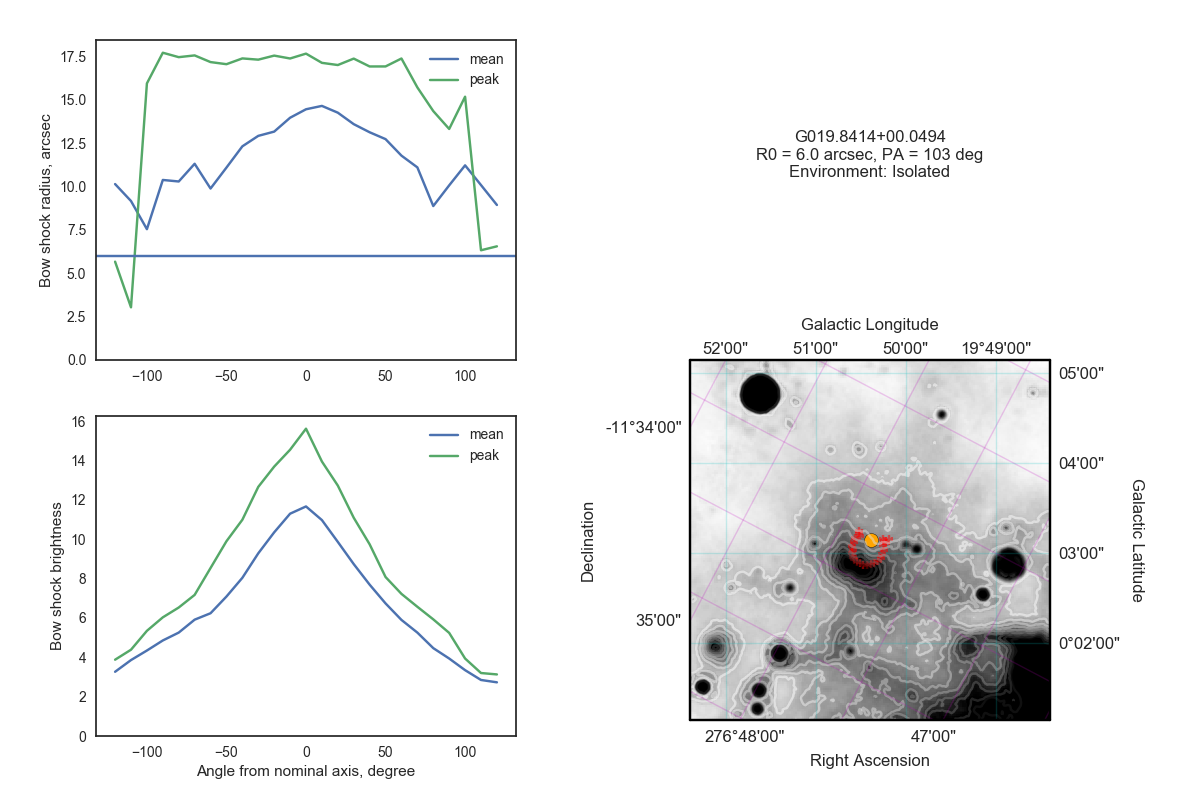 17.5
15.0
12.5
10.0
7.5
5.0
2.5
0.0
Bow shock radius, arcsec
mean
peak
−100
−50
0
50
100
16
14
12
10
8
6
4
2
0
Bow shock brightness
mean
peak
−100
−50
0
50
100
Angle from nominal axis, degree
G019.8414+00.0494
R0 = 6.0 arcsec, PA = 103 deg
Environment: Isolated
Galactic Longitude
52'00"
51'00"
50'00"
19°49'00"
05'00"
04'00"
03'00"
0°02'00"
Galactic Latitude
-11°34'00"
35'00"
Declination
276°48'00"
47'00"
Right Ascension